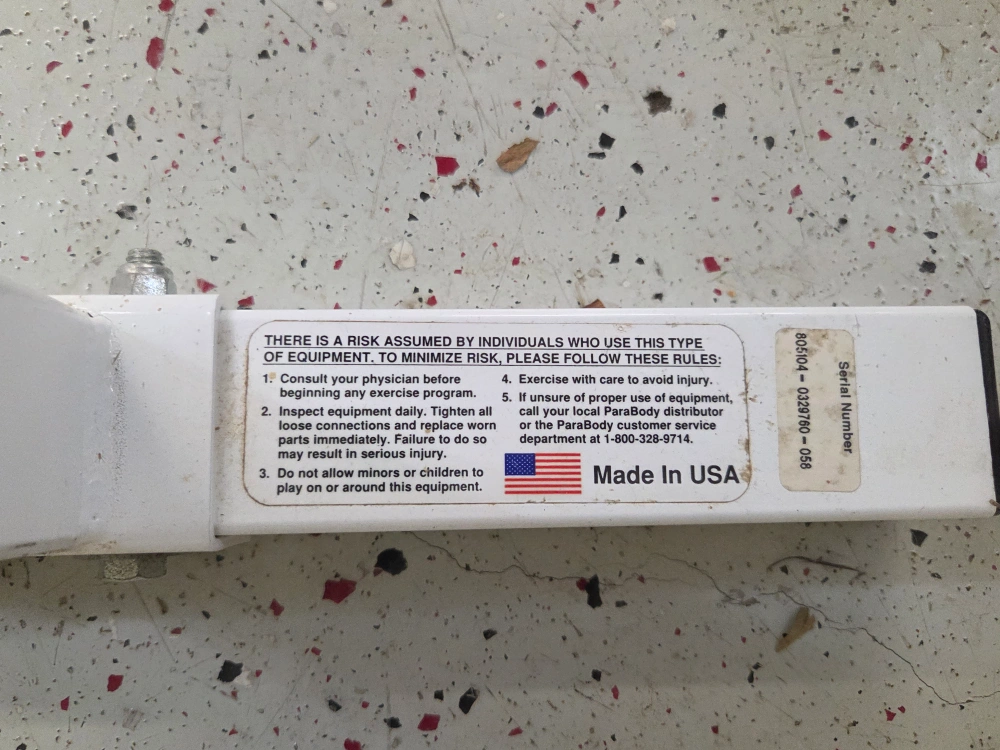 THERE IS A RISK ASSUMED BY INDIVIDUALS WHO USE THIS TYPE
OF EQUIPMENT. TO MINIMIZE RISK, PLEASE FOLLOW THESE RULES:
1. Consult your physician before
beginning any exercise program.
2. Inspect equipment daily. Tighten all
loose connections and replace worn
parts immediately. Failure to do so
may result in serious injury.
3. Do not allow minors or children to
play on or around this equipment.
4. Exercise with care to avoid injury.
5. If unsure of proper use of equipment,
call your local ParaBody distributor
or the ParaBody customer service
department at 1-800-328-9714.
Made In USA
Serial Number
805104 - 0329760 - 058